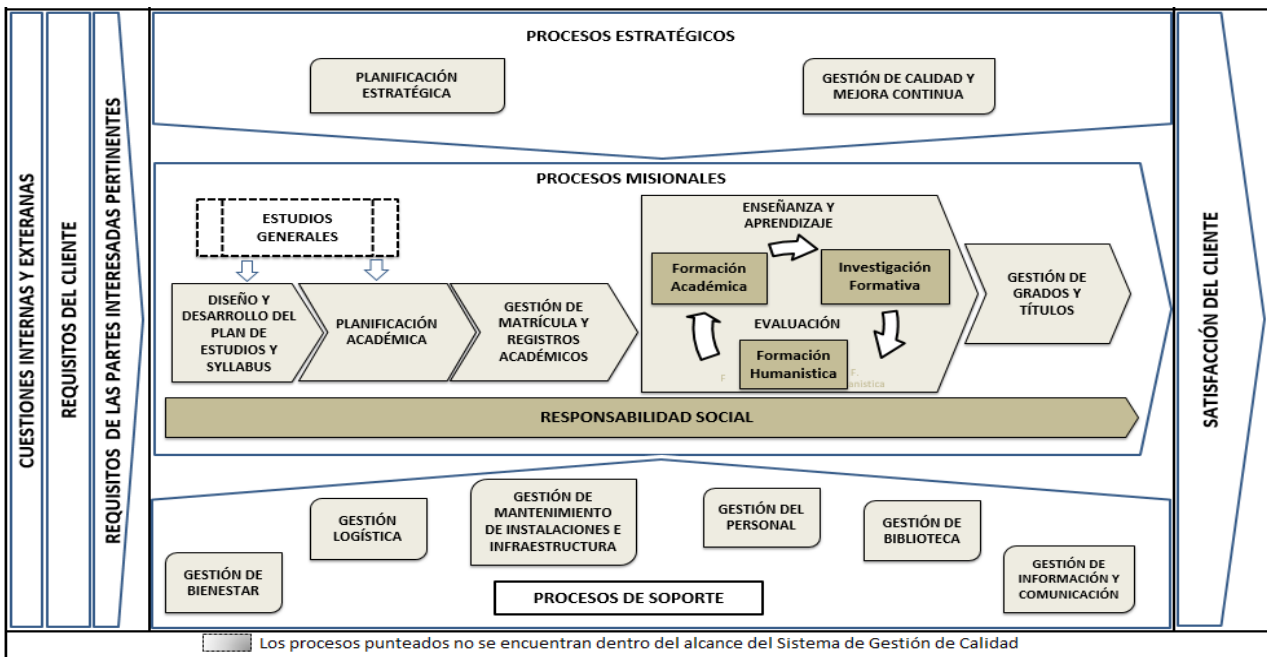 CUESTIONES INTERNAS Y EXTERANAS
REQUISITOS DEL CLIENTE
REQUISITOS DE LAS PARTES INTERESADAS PERTINENTES
PROCESOS ESTRATÉGICOS
PLANIFICACIÓN
ESTRATÉGICA
GESTIÓN DE CALIDAD Y
MEJORA CONTINUA
PROCESOS MISIONALES
ESTUDIOS
GENERALES
DISEÑO Y
DESARROLLO DEL
PLAN DE
ESTUDIOS Y
SYLLABUS
PLANIFICACIÓN
ACADÉMICA
GESTIÓN DE
MATRÍCULA Y
REGISTROS
ACADÉMICOS
ENSEÑANZA Y
APRENDIZAJE
Formación
Académica
Investigación
Formativa
EVALUACIÓN
Formación
Humanistica
F
F.
anistica
GESTIÓN DE
GRADOS Y
TÍTULOS
RESPONSABILIDAD SOCIAL
GESTIÓN DE
BIENESTAR
GESTIÓN
LOGÍSTICA
GESTIÓN DE
MANTENIMIENTO
DE INSTALACIONES E
INFRAESTRUCTURA
GESTIÓN DEL
PERSONAL
GESTIÓN DE
BIBLIOTECA
GESTIÓN DE
INFORMACIÓN Y
COMUNICACIÓN
PROCESOS DE SOPORTE
SATISFACCIÓN DEL CLIENTE
Los procesos punteados no se encuentran dentro del alcance del Sistema de Gestión de Calidad